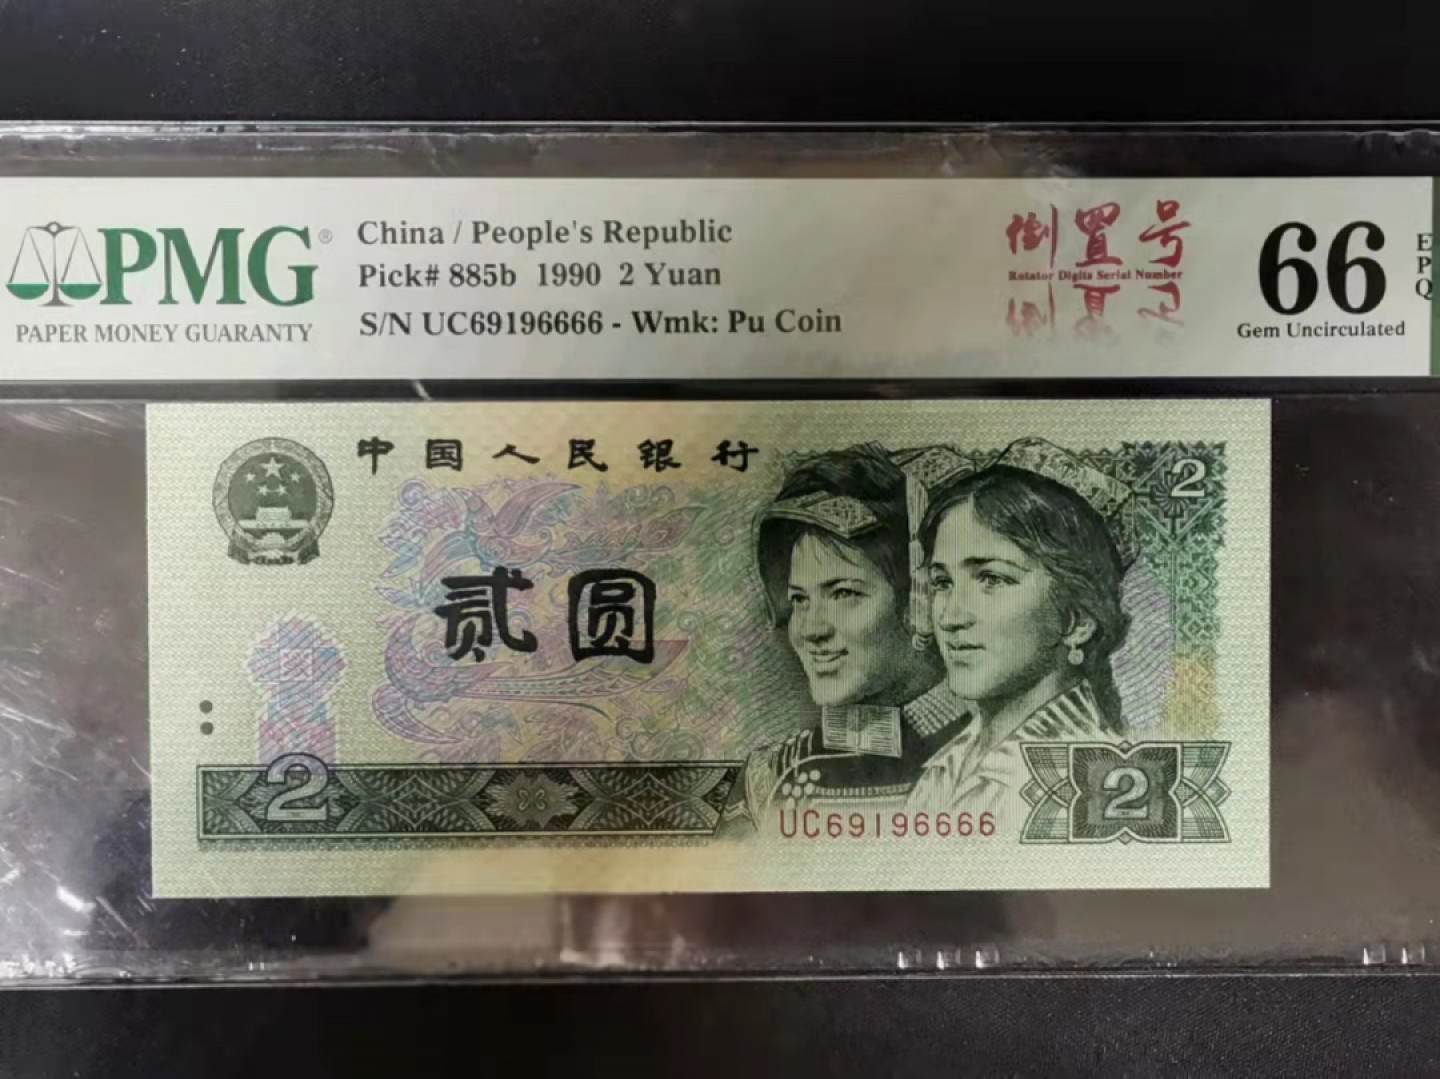 PMG®
PAPER MONEY GUARANTY
China / People's Republic
Pick# 885b 1990 2 Yuan
S/N UC69196666 - Wmk: Pu Coin
倒置号
Rotator Digits Serial Number
66
EPQ
Gem Uncirculated
中国人民银行
2
贰圆
2
2
UC69196666